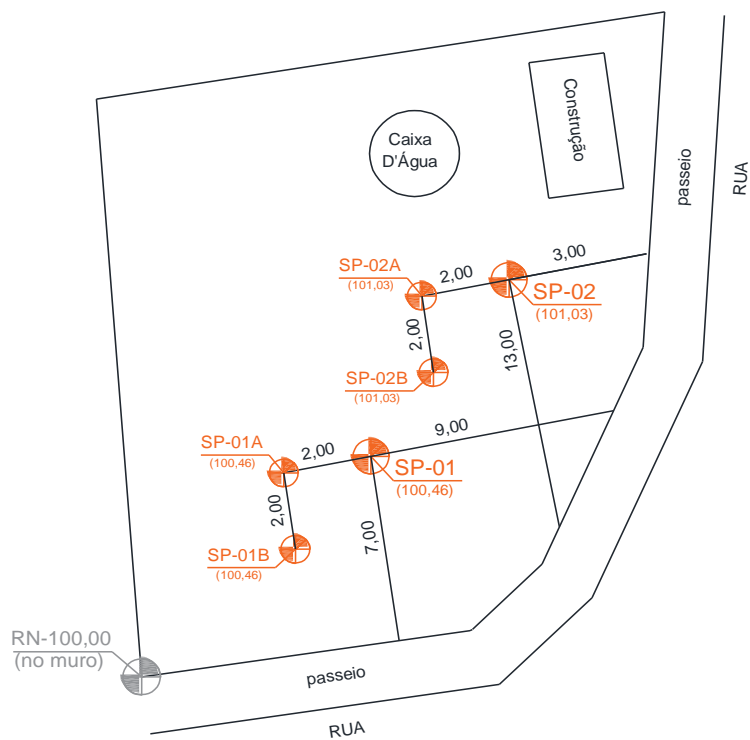 Construção
Caixa
D'Água
passeio
RUA
3,00
SP-02A
(101,03)
2,00
SP-02
(101,03)
2,00
13,00
SP-02B
(101,03)
9,00
SP-01A
(100,46)
2,00
SP-01
(100,46)
2,00
7,00
SP-01B
(100,46)
RN-100,00
(no muro)
passeio
RUA